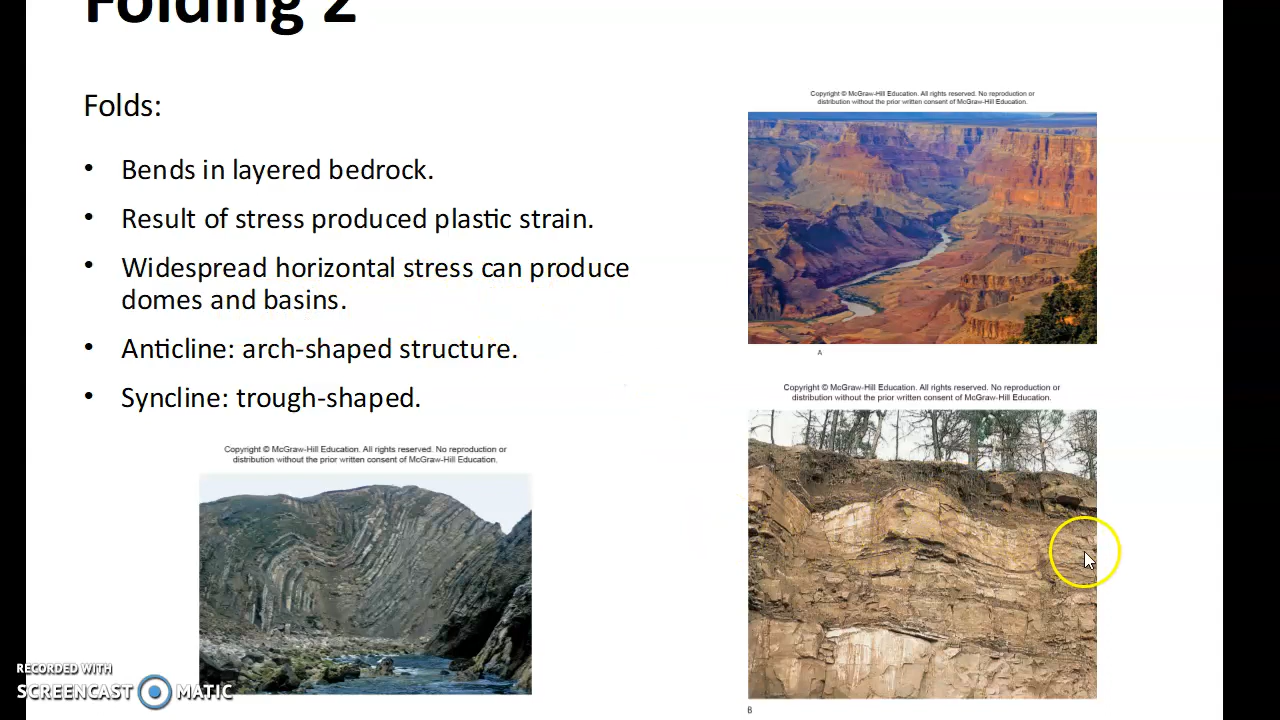 Folding 2
Folds:
• Bends in layered bedrock.
• Result of stress produced plastic strain.
• Widespread horizontal stress can produce
domes and basins.
• Anticline: arch-shaped structure.
• Syncline: trough-shaped.
Copyright © McGraw-Hill Education. All rights reserved. No reproduction or
distribution without the prior written consent of McGraw-Hill Education.
Copyright © McGraw-Hill Education. All rights reserved. No reproduction or
distribution without the prior written consent of McGraw-Hill Education.
A
Copyright © McGraw-Hill Education. All rights reserved. No reproduction or
distribution without the prior written consent of McGraw-Hill Education.
B
RECORDED WITH
SCREENCAST MATIC